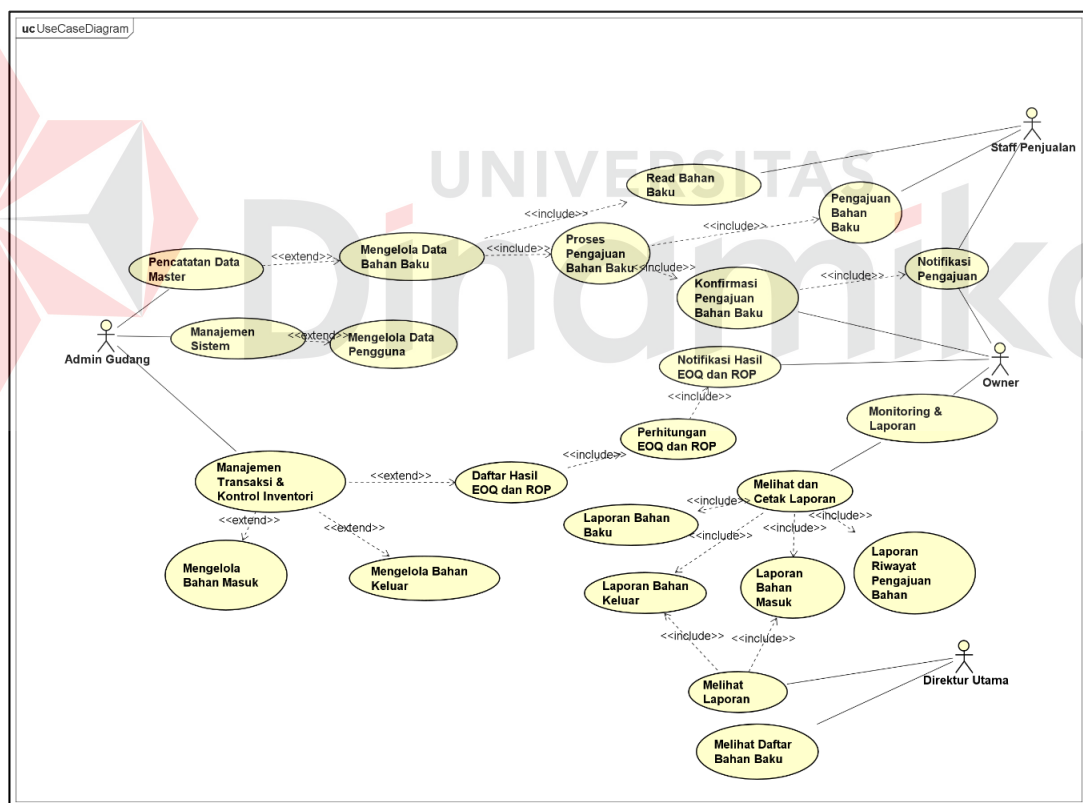 uc UseCaseDiagram
UNIVERSITAS
Dinamika
Staff Penjualan
Read Bahan
Baku
Pengajuan
Bahan
Baku
<<include>>
<<include>>
Mengelola Data
Bahan Baku
<<include>>
Proses
Pengajuan
Bahan Baku
Pencatatan Data
Master
<<extend>>
<<include>>
Konfirmasi
Pengajuan
Bahan Baku
<<include>>
Notifikasi
Pengajuan
Manajemen
Sistem
<<extend>>
Mengelola Data
Pengguna
Admin Gudang
Notifikasi Hasil
EOQ dan ROP
Owner
<<include>>
Monitoring &
Laporan
Perhitungan
EOQ dan ROP
<<include>>
Manajemen
Transaksi &
Kontrol Inventori
<<extend>>
Daftar Hasil
EOQ dan ROP
Melihat dan
Cetak Laporan
<<include>>
<<extend>>
<<extend>>
Laporan Bahan
Baku
<<include>>
<<include>>
<<include>>
Mengelola
Bahan Masuk
Mengelola Bahan
Keluar
Laporan Bahan
Keluar
Laporan
Bahan
Masuk
Laporan
Riwayat
Pengajuan
Bahan
<<include>>
<<include>>
Melihat
Laporan
Direktur Utama
Melihat Daftar
Bahan Baku